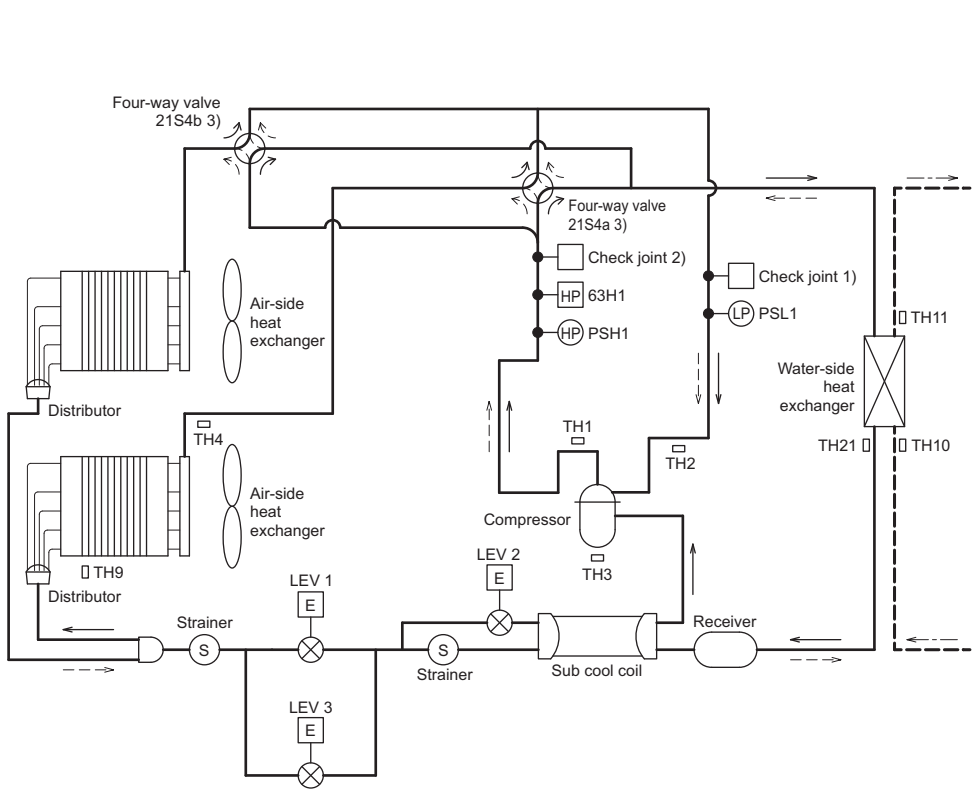 Four-way valve
21S4b 3)
Four-way valve
21S4a 3)
Check joint 2)
Check joint 1)
HP 63H1
LP PSL1
HP PSH1
TH11
Air-side
heat
exchanger
Water-side
heat
exchanger
Distributor
TH4
TH1
TH2
TH21
TH10
Air-side
heat
exchanger
Compressor
TH9
TH3
Distributor
LEV 2
E
LEV 1
E
Strainer
S
Receiver
S
Strainer
Sub cool coil
LEV 3
E